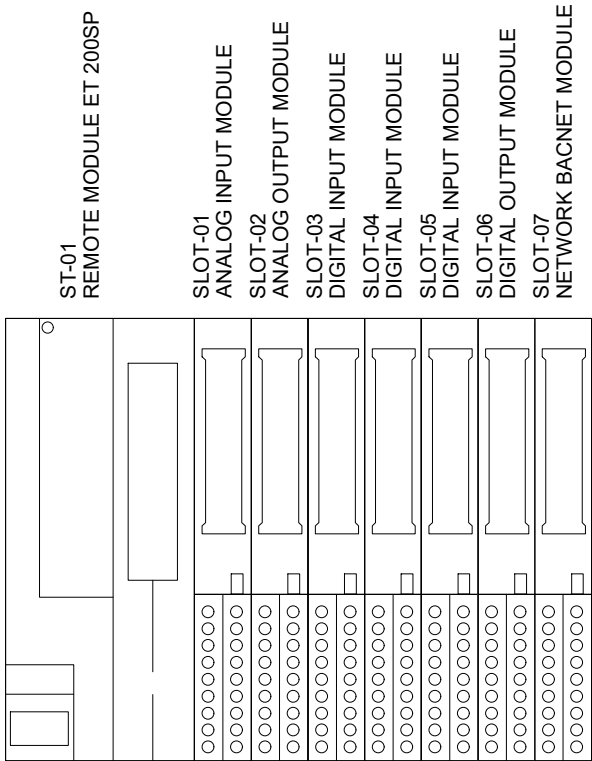 ST-01
REMOTE MODULE ET 200SP
SLOT-01
ANALOG INPUT MODULE
SLOT-02
ANALOG OUTPUT MODULE
SLOT-03
DIGITAL INPUT MODULE
SLOT-04
DIGITAL INPUT MODULE
SLOT-05
DIGITAL INPUT MODULE
SLOT-06
DIGITAL OUTPUT MODULE
SLOT-07
NETWORK BACNET MODULE